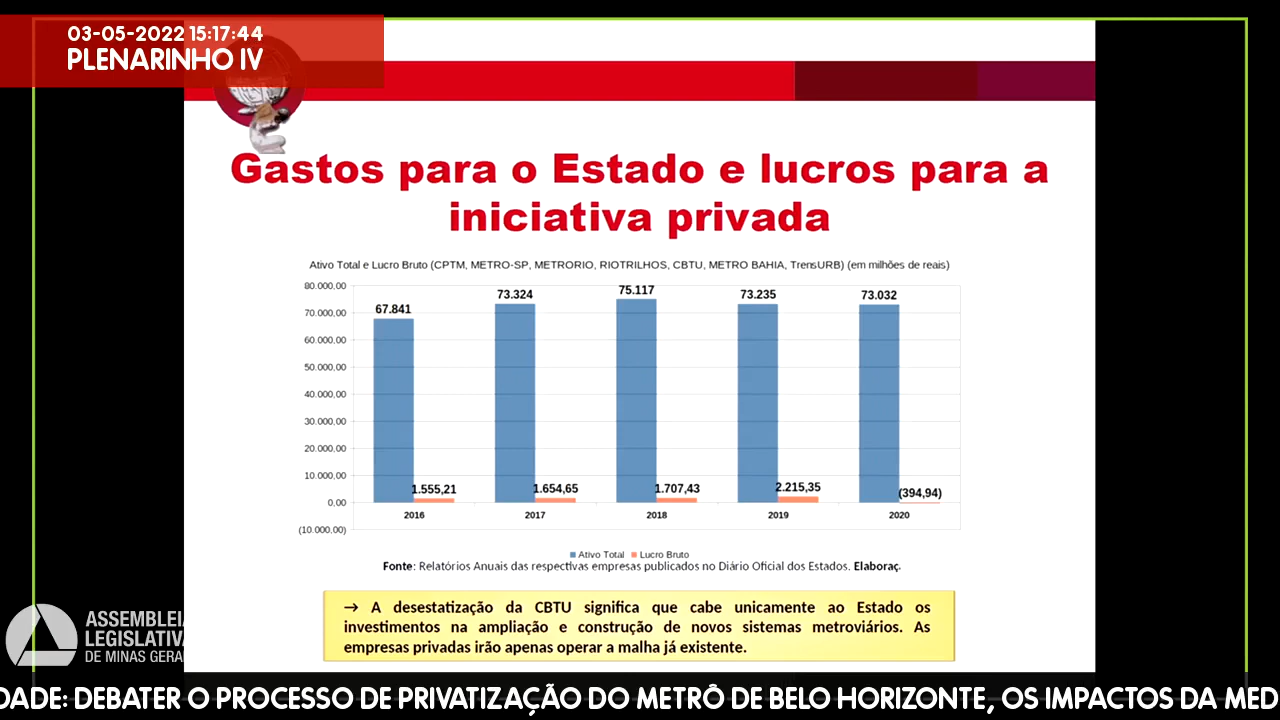 03-05-2022 15:17:44
PLENARINHO IV
Gastos para o Estado e lucros para a
iniciativa privada
Ativo Total e Lucro Bruto (CPTM, METRO-SP, METRORIO, RIOTRILHOS, CBTU, METRO BAHIA, TrensURB) (em milhões de reais)
80.000,00
70.000,00
60.000,00
50.000,00
40.000,00
30.000,00
20.000,00
10.000,00
0,00
(10.000,00)
67.841
73.324
75.117
73.235
73.032
1.555,21
1.654,65
1.707,43
2.215,35
(394,94)
2016 2017 2018 2019 2020
Ativo Total Lucro Bruto
Fonte: Relatórios Anuais das respectivas empresas publicados no Diário Oficial dos Estados. Elaboraç.
→ A desestatização da CBTU significa que cabe unicamente ao Estado os
investimentos na ampliação e construção de novos sistemas metroviários. As
empresas privadas irão apenas operar a malha já existente.
ASSEMBLEIA
LEGISLATIVA
DE MINAS GERAI
DADE: DEBATER O PROCESSO DE PRIVATIZAÇÃO DO METRÔ DE BELO HORIZONTE, OS IMPACTOS DA MED